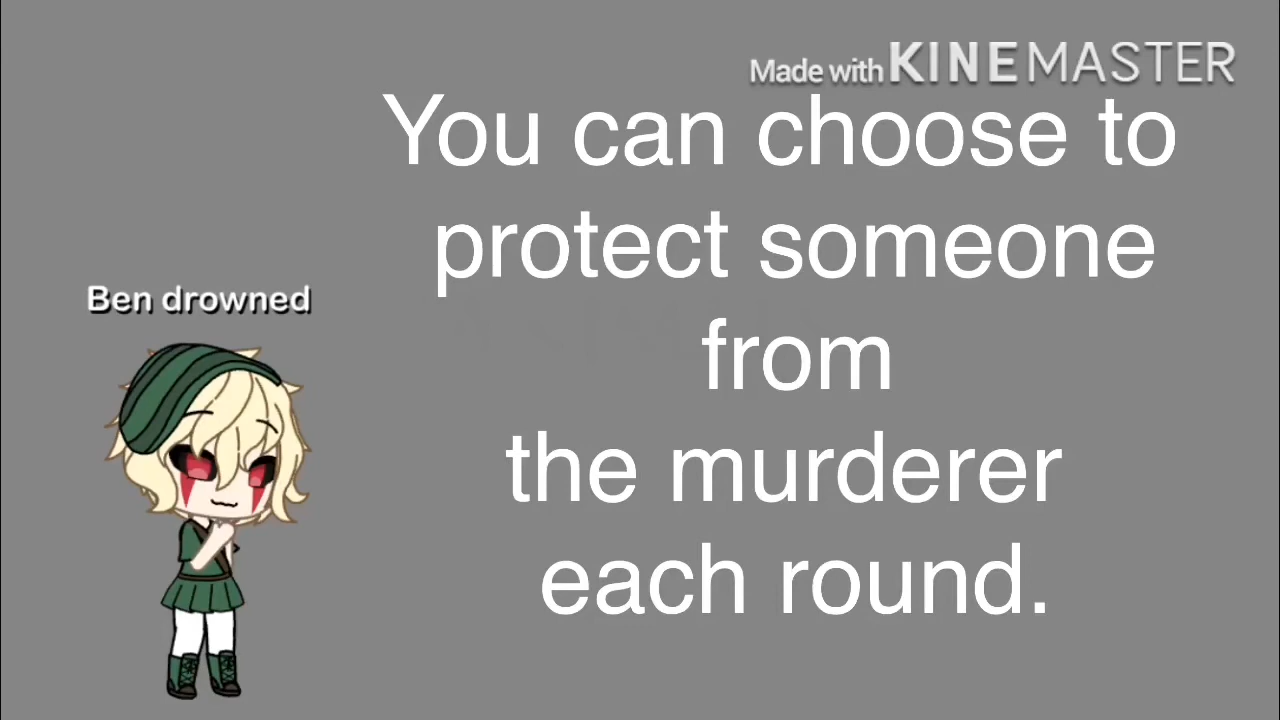 Made with KINEMASTER
You can choose to
protect someone
from
the murderer
each round.
Ben drowned